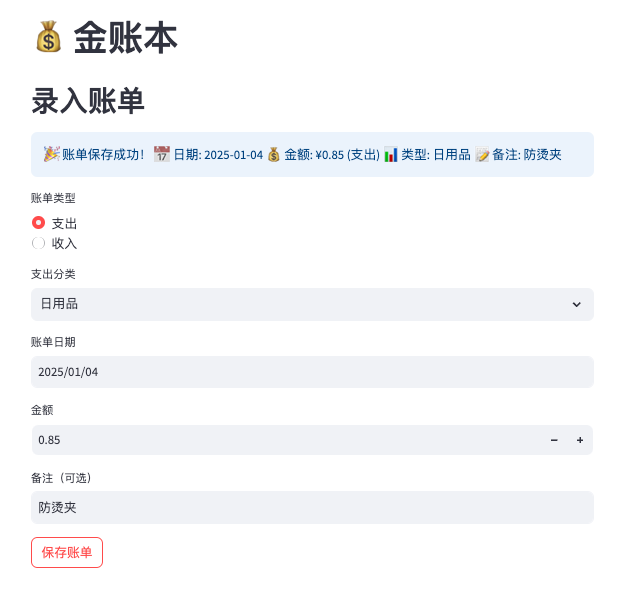 💰 金账本
录入账单
🎉账单保存成功！ 📅 日期: 2025-01-04 💰 金额: ¥0.85 (支出) 📊 类型: 日用品 📝 备注: 防烫夹
账单类型
支出
收入
支出分类
日用品
账单日期
2025/01/04
金额
0.85
备注（可选）
防烫夹
保存账单